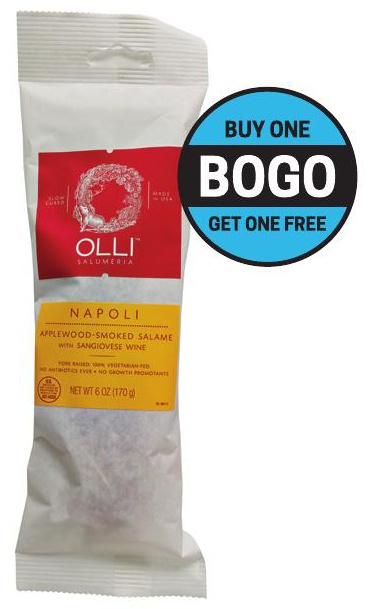 BUY ONE
BOGO
GET ONE FREE
SLOW
CURED
MADE
IN USA
OLLI™
SALUMERIA
NAPOLI
APPLEWOOD-SMOKED SALAME
WITH SANGIOVESE WINE
PORK RAISED: 100% VEGETARIAN-FED
NO ANTIBIOTICS EVER • NO GROWTH PROMOTANTS
NET WT 6 OZ (170 g)